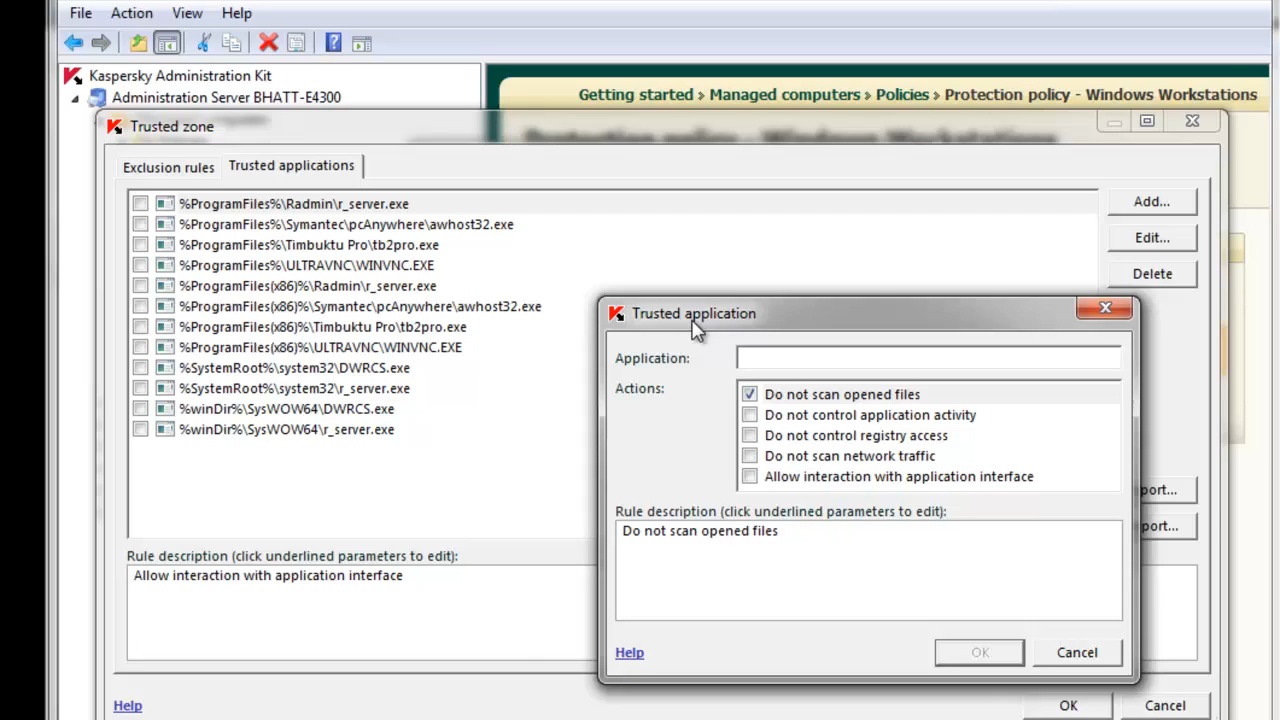 File Action View Help
Kaspersky Administration Kit
Administration Server BHATT-E4300
Getting started » Managed computers » Policies » Protection policy - Windows Workstations
Protection policy - Windows Workstations
Trusted zone
Exclusion rules Trusted applications
%ProgramFiles%\Radmin\r_server.exe
%ProgramFiles%\Symantec\pcAnywhere\awhost32.exe
%ProgramFiles%\Timbuktu Pro\tb2pro.exe
%ProgramFiles%\ULTRAVNC\WINVNC.EXE
%ProgramFiles(x86)%\Radmin\r_server.exe
%ProgramFiles(x86)%\Symantec\pcAnywhere\awhost32.exe
%ProgramFiles(x86)%\Timbuktu Pro\tb2pro.exe
%ProgramFiles(x86)%\ULTRAVNC\WINVNC.EXE
%SystemRoot%\system32\DWRCS.exe
%SystemRoot%\system32\r_server.exe
%winDir%\SysWOW64\DWRCS.exe
%winDir%\SysWOW64\r_server.exe
Add...
Edit...
Delete
port...
port...
Rule description (click underlined parameters to edit):
Allow interaction with application interface
Help
OK Cancel
Trusted application
Application:
Actions:
Do not scan opened files
Do not control application activity
Do not control registry access
Do not scan network traffic
Allow interaction with application interface
Rule description (click underlined parameters to edit):
Do not scan opened files
Help
OK Cancel